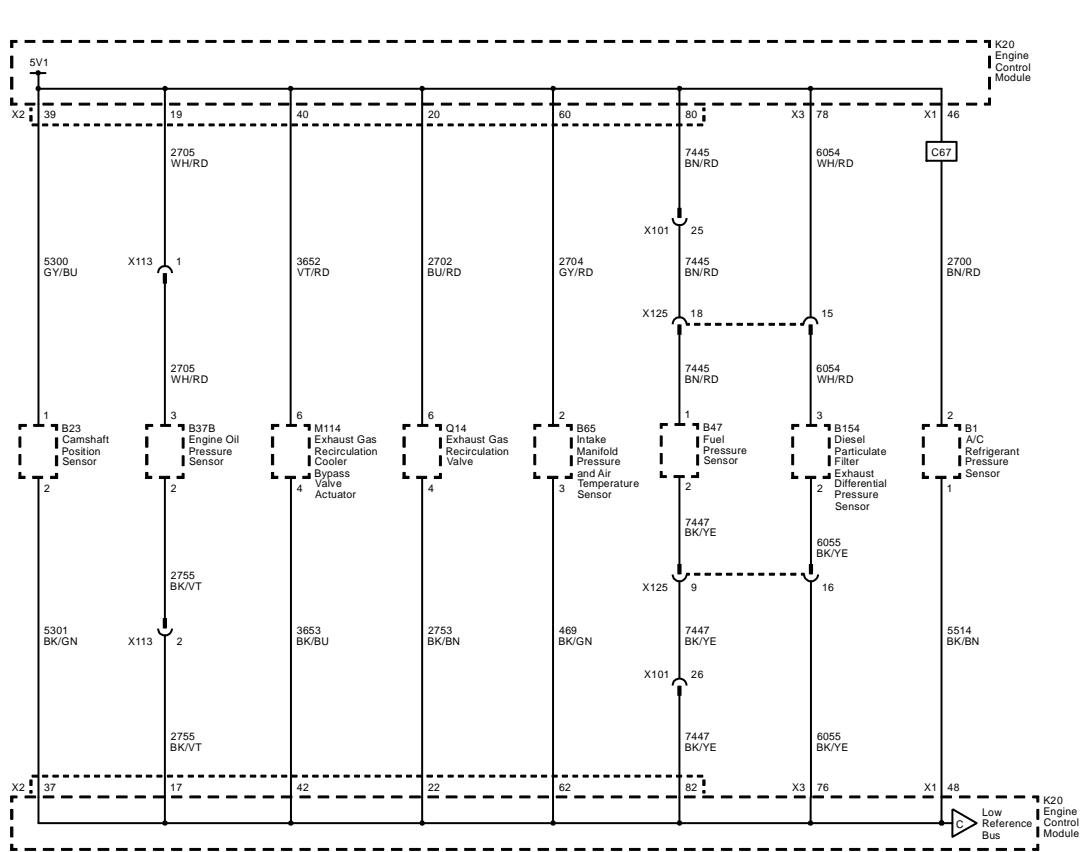 K20
Engine
Control
Module
5V1
X2 39 19 40 20 60 80 X3 78 X1 46
2705
WH/RD
7445
BN/RD
6054
WH/RD
C67
X101 25
5300
GY/BU
X113 1
3652
VT/RD
2702
BU/RD
2704
GY/RD
7445
BN/RD
2700
BN/RD
X125 18 15
2705
WH/RD
7445
BN/RD
6054
WH/RD
1 3 6 6 2 1 3 2
B23
Camshaft
Position
Sensor
B37B
Engine Oil
Pressure
Sensor
M114
Exhaust Gas
Recirculation
Cooler
Bypass
Valve
Actuator
Q14
Exhaust Gas
Recirculation
Valve
B65
Intake
Manifold
Pressure
and Air
Temperature
Sensor
B47
Fuel
Pressure
Sensor
B154
Diesel
Particulate
Filter
Exhaust
Differential
Pressure
Sensor
B1
A/C
Refrigerant
Pressure
Sensor
2 2 4 4 3 2 2 1
7447
BK/YE
6055
BK/YE
2755
BK/VT
X125 9 16
5301
BK/GN
X113 2
3653
BK/BU
2753
BK/BN
469
BK/GN
7447
BK/YE
5514
BK/BN
X101 26
2755
BK/VT
7447
BK/YE
6055
BK/YE
X2 37 17 42 22 62 82 X3 76 X1 48
C
Low
Reference
Bus
K20
Engine
Control
Module